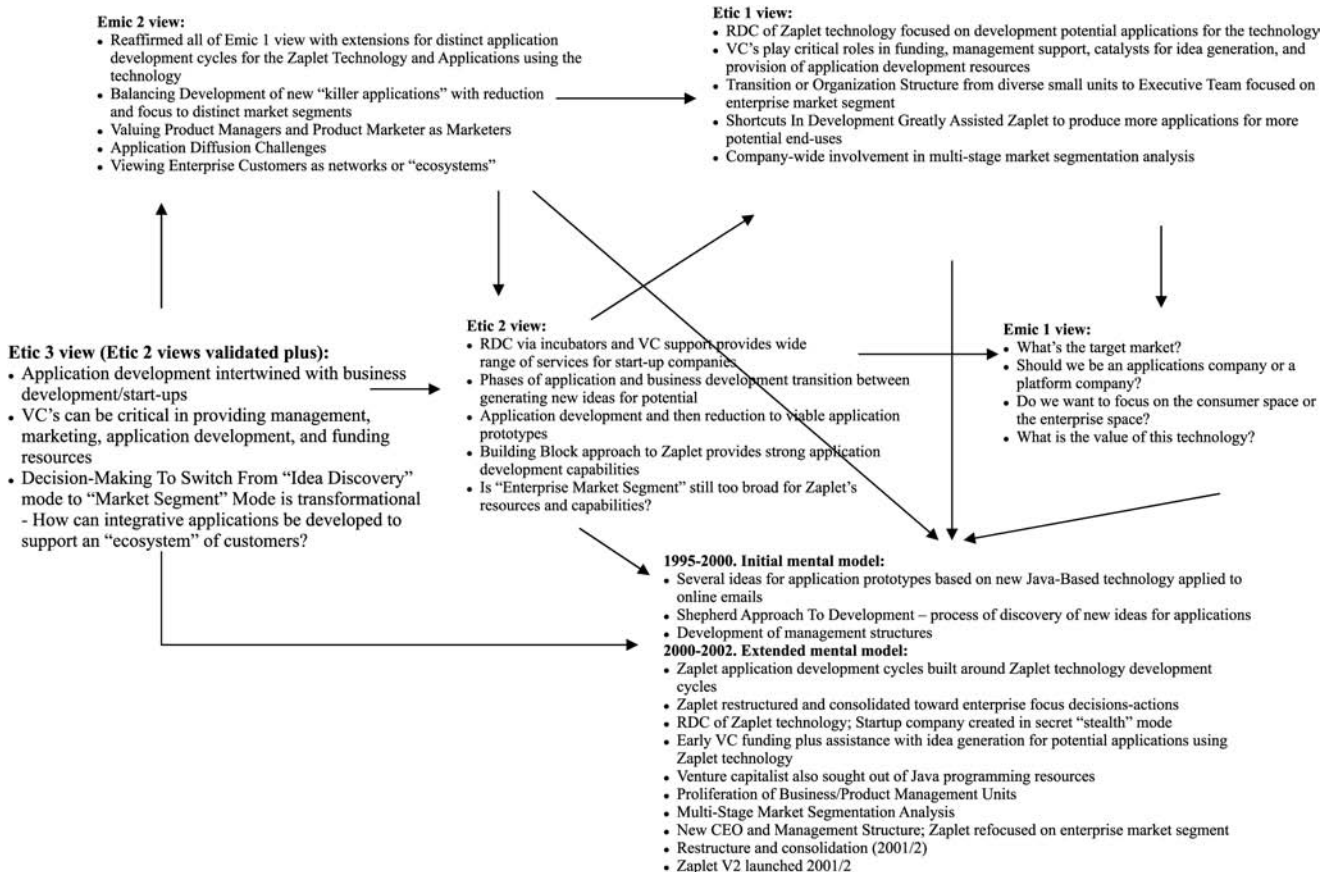 Emic 2 view:
• Reaffirmed all of Emic 1 view with extensions for distinct application
development cycles for the Zaplet Technology and Applications using the
technology
• Balancing Development of new “killer applications” with reduction
and focus to distinct market segments
• Valuing Product Managers and Product Marketer as Marketers
• Application Diffusion Challenges
• Viewing Enterprise Customers as networks or “ecosystems”
Etic 1 view:
• RDC of Zaplet technology focused on development potential applications for the technology
• VC’s play critical roles in funding, management support, catalysts for idea generation, and
provision of application development resources
• Transition or Organization Structure from diverse small units to Executive Team focused on
enterprise market segment
• Shortcuts In Development Greatly Assisted Zaplet to produce more applications for more
potential end-uses
• Company-wide involvement in multi-stage market segmentation analysis
Etic 3 view (Etic 2 views validated plus):
• Application development intertwined with business
development/start-ups
• VC’s can be critical in providing management,
marketing, application development, and funding
resources
• Decision-Making To Switch From “Idea Discovery”
mode to “Market Segment” Mode is transformational
- How can integrative applications be developed to
support an “ecosystem” of customers?
Etic 2 view:
• RDC via incubators and VC support provides wide
range of services for start-up companies
• Phases of application and business development transition between
generating new ideas for potential
• Application development and then reduction to viable application
prototypes
• Building Block approach to Zaplet provides strong application
development capabilities
• Is “Enterprise Market Segment” still too broad for Zaplet’s
resources and capabilities?
Emic 1 view:
• What’s the target market?
• Should we be an applications company or a
platform company?
• Do we want to focus on the consumer space or
the enterprise space?
• What is the value of this technology?
1995-2000. Initial mental model:
• Several ideas for application prototypes based on new Java-Based technology applied to
online emails
• Shepherd Approach To Development – process of discovery of new ideas for applications
• Development of management structures
2000-2002. Extended mental model:
• Zaplet application development cycles built around Zaplet technology development
cycles
• Zaplet restructured and consolidated toward enterprise focus decisions-actions
• RDC of Zaplet technology; Startup company created in secret “stealth” mode
• Early VC funding plus assistance with idea generation for potential applications using
Zaplet technology
• Venture capitalist also sought out of Java programming resources
• Proliferation of Business/Product Management Units
• Multi-Stage Market Segmentation Analysis
• New CEO and Management Structure; Zaplet refocused on enterprise market segment
• Restructure and consolidation (2001/2)
• Zaplet V2 launched 2001/2